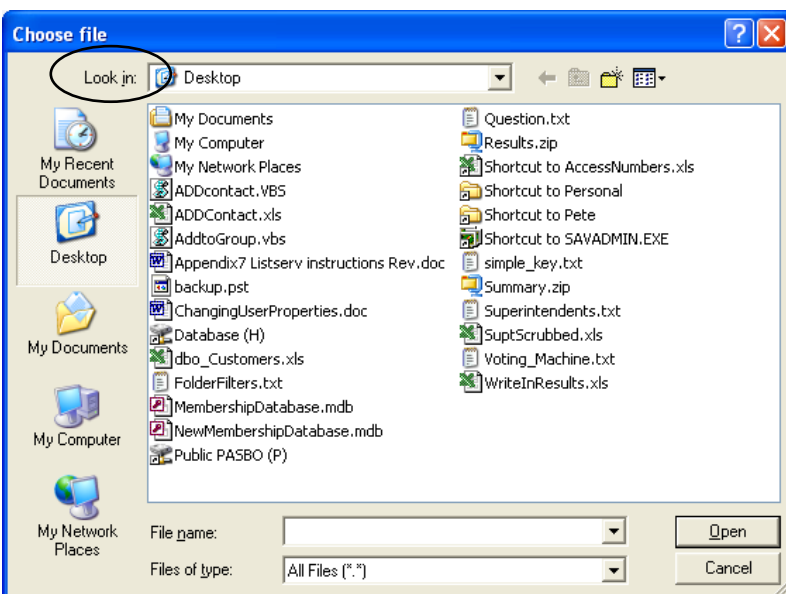 Choose file
Look in: Desktop
My Recent
Documents
Desktop
My Documents
My Computer
My Network
Places
My Documents
My Computer
My Network Places
ADDcontact.VBS
ADDContact.xls
AddtoGroup.vbs
Appendix7 Listserv instructions Rev.doc
backup.pst
ChangingUserProperties.doc
Database (H)
dbo_Customers.xls
FolderFilters.txt
MembershipDatabase.mdb
NewMembershipDatabase.mdb
Public PASBO (P)
Question.txt
Results.zip
Shortcut to AccessNumbers.xls
Shortcut to Personal
Shortcut to Pete
Shortcut to SAVADMIN.EXE
simple_key.txt
Summary.zip
Superintendents.txt
SuptScrubbed.xls
Voting_Machine.txt
WriteInResults.xls
File name:
Open
Files of type: All Files (*.*)
Cancel